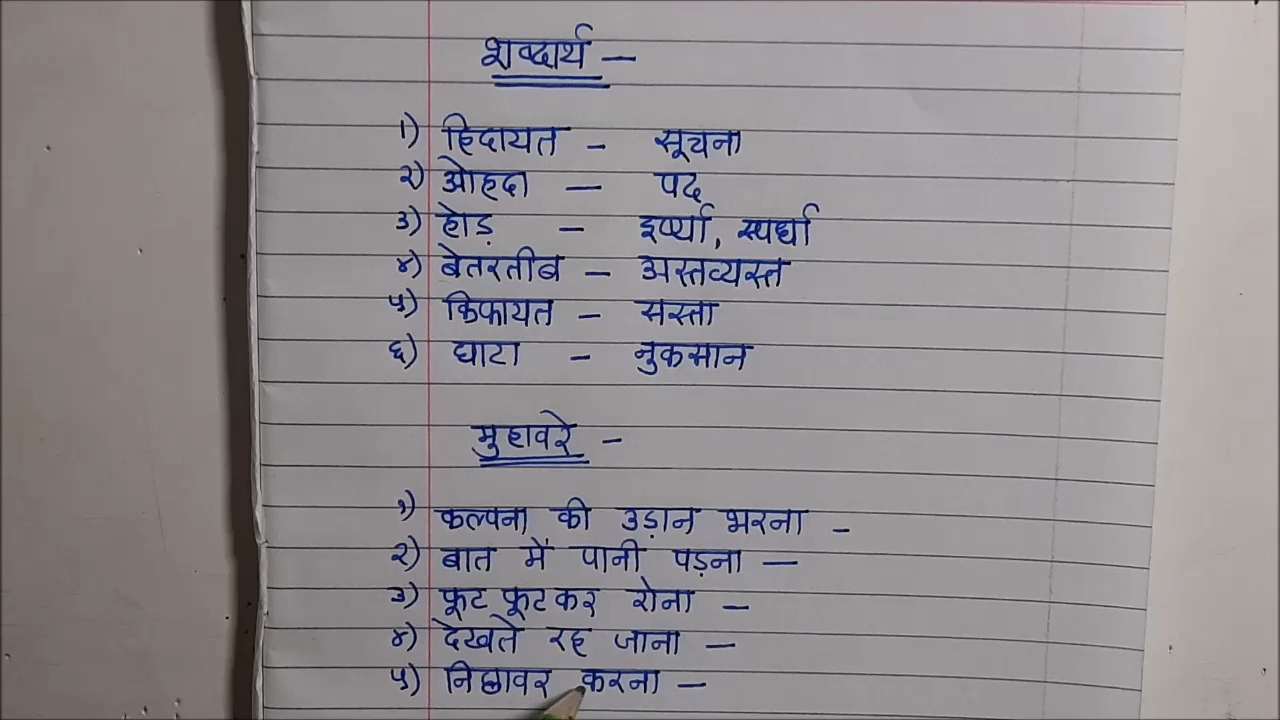 शब्दार्थ —
१) हिदायत – सूचना
२) ओहदा — पद
३) होड़ – इर्ष्या, स्पर्धा
४) बेतरतीब – अस्तव्यस्त
५) किफायत – सस्ता
६) घाटा – नुकसान
मुहावरे –
१) कल्पना की उड़ान भरना –
२) बात में पानी पड़ना —
३) फूट फूटकर रोना –
४) देखते रह जाना –
५) निछावर करना –